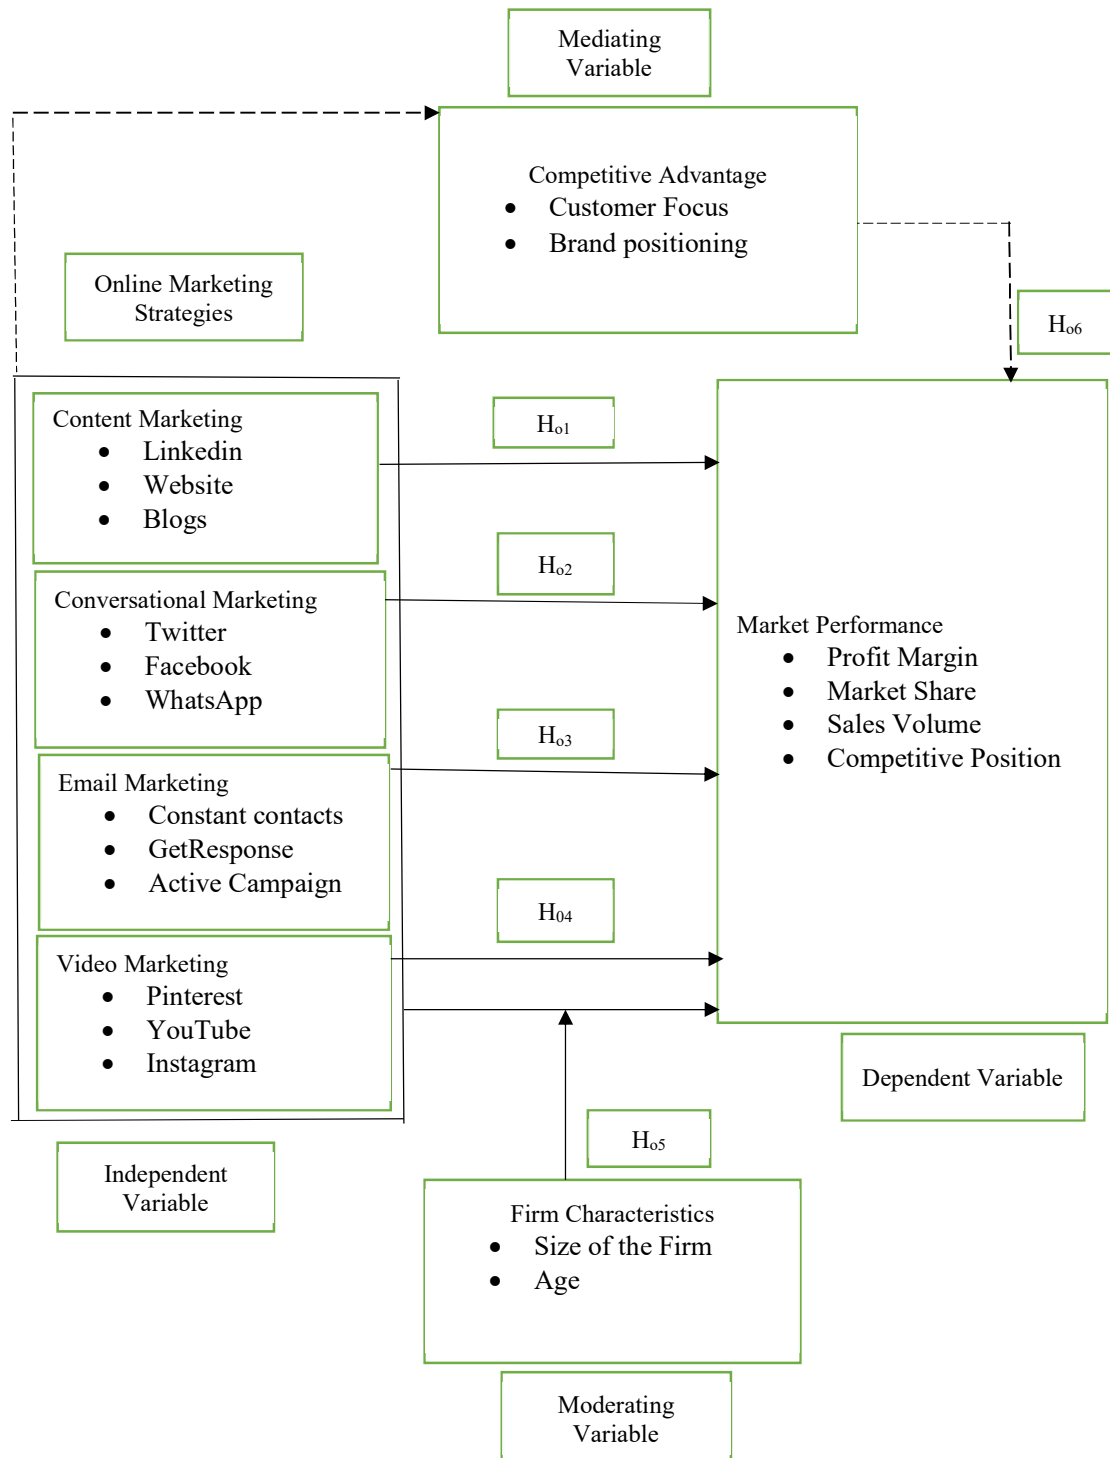 Mediating
Variable
Competitive Advantage
• Customer Focus
• Brand positioning
Online Marketing
Strategies
H₀₆
Content Marketing
• Linkedin
• Website
• Blogs
Hₒ₁
Conversational Marketing
• Twitter
• Facebook
• WhatsApp
Hₒ₂
Email Marketing
• Constant contacts
• GetResponse
• Active Campaign
Hₒ₃
Video Marketing
• Pinterest
• YouTube
• Instagram
H₀₄
Market Performance
• Profit Margin
• Market Share
• Sales Volume
• Competitive Position
Dependent Variable
Independent
Variable
Hₒ₅
Firm Characteristics
• Size of the Firm
• Age
Moderating
Variable